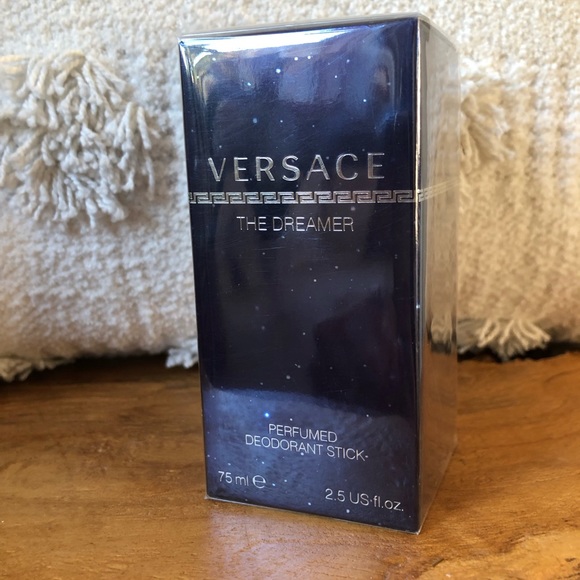 VERSACE
THE DREAMER
PERFUMED
DEODORANT STICK
75 ml ℮
2.5 US fl.oz.